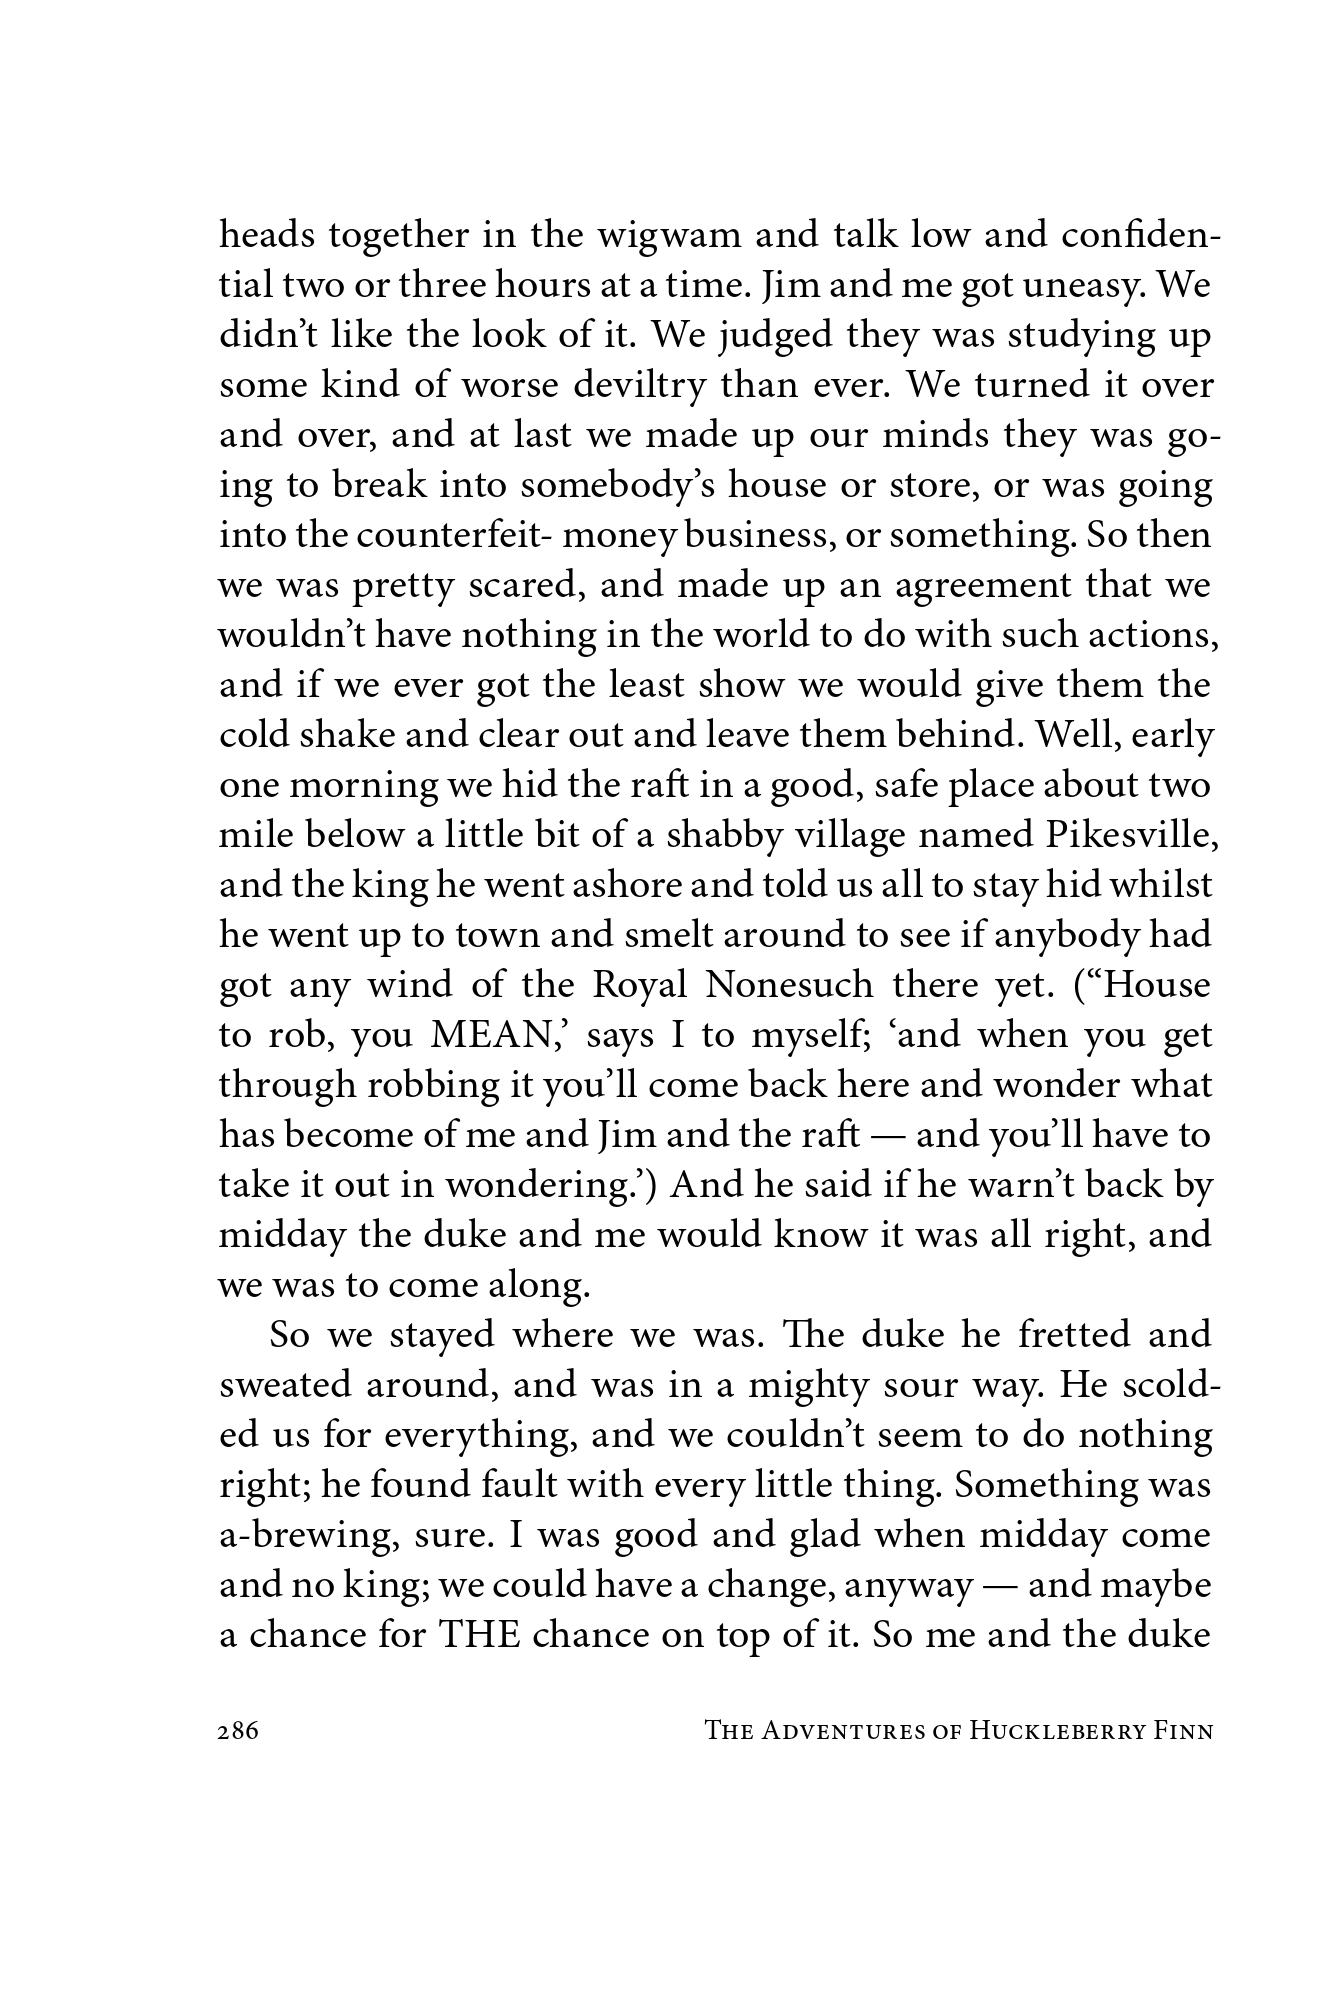 heads together in the wigwam and talk low and confiden-
tial two or three hours at a time. Jim and me got uneasy. We
didn’t like the look of it. We judged they was studying up
some kind of worse deviltry than ever. We turned it over
and over, and at last we made up our minds they was go-
ing to break into somebody’s house or store, or was going
into the counterfeit- money business, or something. So then
we was pretty scared, and made up an agreement that we
wouldn’t have nothing in the world to do with such actions,
and if we ever got the least show we would give them the
cold shake and clear out and leave them behind. Well, early
one morning we hid the raft in a good, safe place about two
mile below a little bit of a shabby village named Pikesville,
and the king he went ashore and told us all to stay hid whilst
he went up to town and smelt around to see if anybody had
got any wind of the Royal Nonesuch there yet. (“House
to rob, you MEAN,’ says I to myself; ‘and when you get
through robbing it you’ll come back here and wonder what
has become of me and Jim and the raft — and you’ll have to
take it out in wondering.’) And he said if he warn’t back by
midday the duke and me would know it was all right, and
we was to come along.
So we stayed where we was. The duke he fretted and
sweated around, and was in a mighty sour way. He scold-
ed us for everything, and we couldn’t seem to do nothing
right; he found fault with every little thing. Something was
a-brewing, sure. I was good and glad when midday come
and no king; we could have a change, anyway — and maybe
a chance for THE chance on top of it. So me and the duke
286 The Adventures of Huckleberry Finn